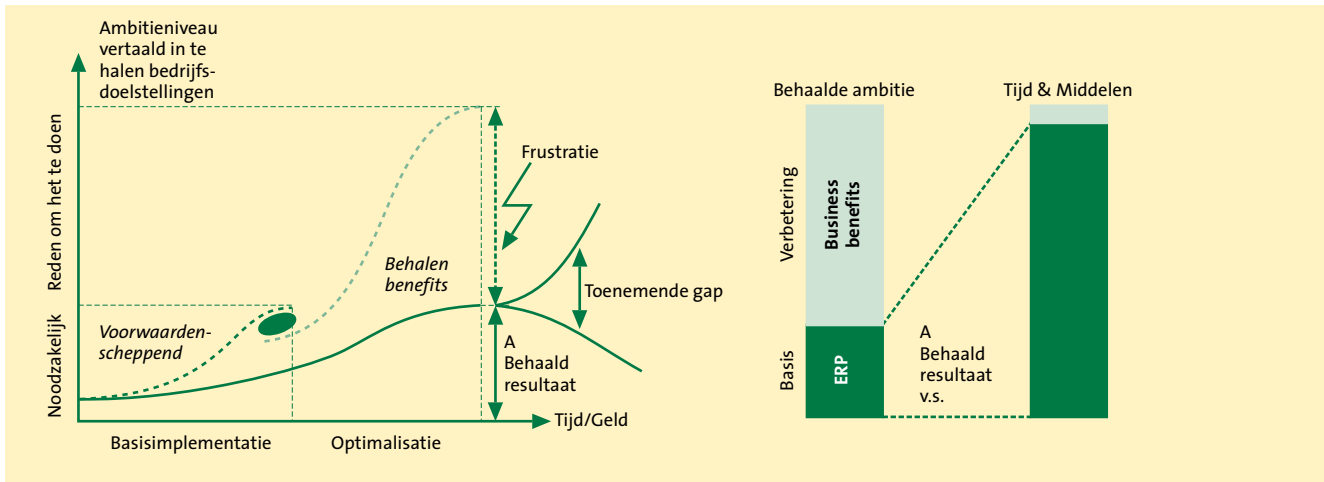 Ambitieniveau
vertaald in te
halen bedrijfs-
doelstellingen
Reden om het te doen
Noodzakelijk
Voorwaarden-
scheppend
Behalen
benefits
Frustratie
Toenemende gap
A
Behaald
resultaat
Tijd/Geld
Basisimplementatie
Optimalisatie
Behaalde ambitie
Tijd & Middelen
Verbetering
Business
benefits
Basis
ERP
A
Behaald
resultaat
v.s.